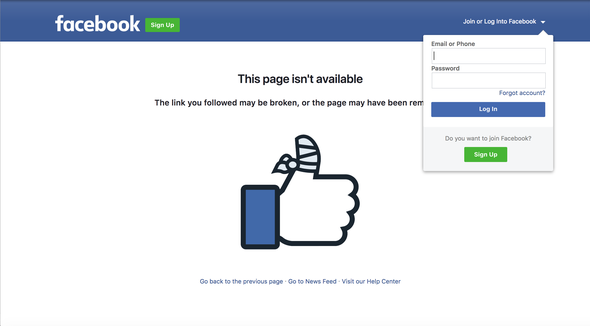 facebook
Sign Up
Join or Log Into Facebook
Email or Phone
Password
Forgot account?
Log In
Do you want to join Facebook?
Sign Up
This page isn't available
The link you followed may be broken, or the page may have been
Go back to the previous page · Go to News Feed · Visit our Help Center